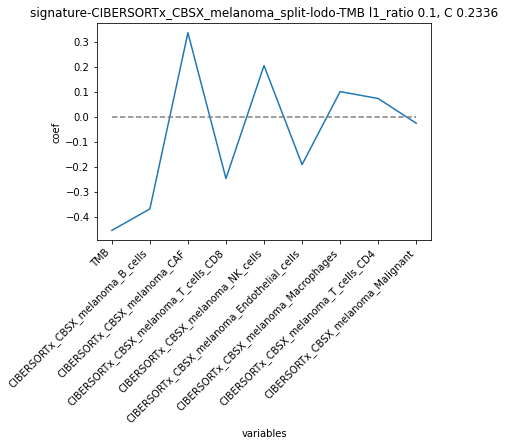 signature-CIBERSORTx_CBSX_melanoma_split-lodo-TMB l1_ratio 0.1, C 0.2336
0.3
0.2
0.1
0.0
−0.1
−0.2
−0.3
−0.4
coef
TMB
CIBERSORTx_CBSX_melanoma_B_cells
CIBERSORTx_CBSX_melanoma_CAF
CIBERSORTx_CBSX_melanoma_T_cells_CD8
CIBERSORTx_CBSX_melanoma_NK_cells
CIBERSORTx_CBSX_melanoma_Endothelial_cells
CIBERSORTx_CBSX_melanoma_Macrophages
CIBERSORTx_CBSX_melanoma_T_cells_CD4
CIBERSORTx_CBSX_melanoma_Malignant
variables